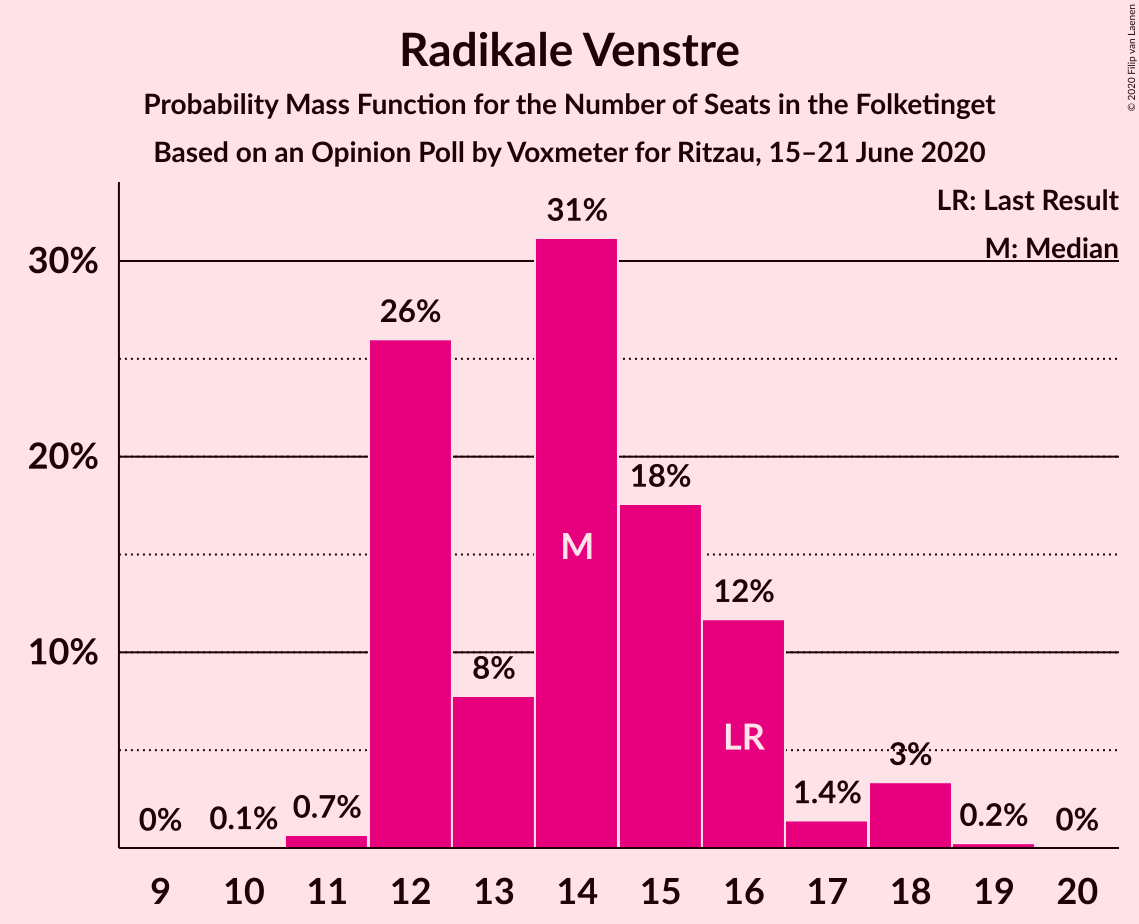 Radikale Venstre
Probability Mass Function for the Number of Seats in the Folketinget
Based on an Opinion Poll by Voxmeter for Ritzau, 15–21 June 2020
© 2020 Filip van Laenen
LR: Last Result
M: Median
30%
20%
10%
0%
0.1%
0.7%
26%
8%
31%
18%
12%
1.4%
3%
0.2%
0%
M
LR
9 10 11 12 13 14 15 16 17 18 19 20